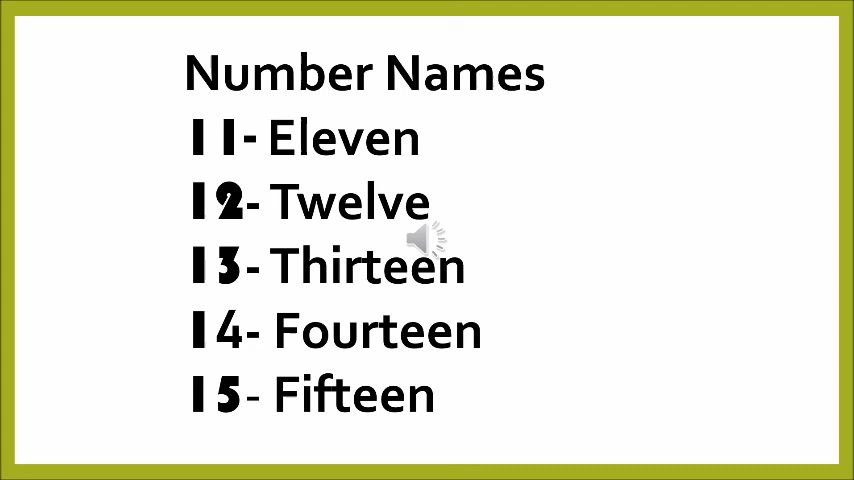 Number Names
11- Eleven
12- Twelve
13- Thirteen
14- Fourteen
15- Fifteen